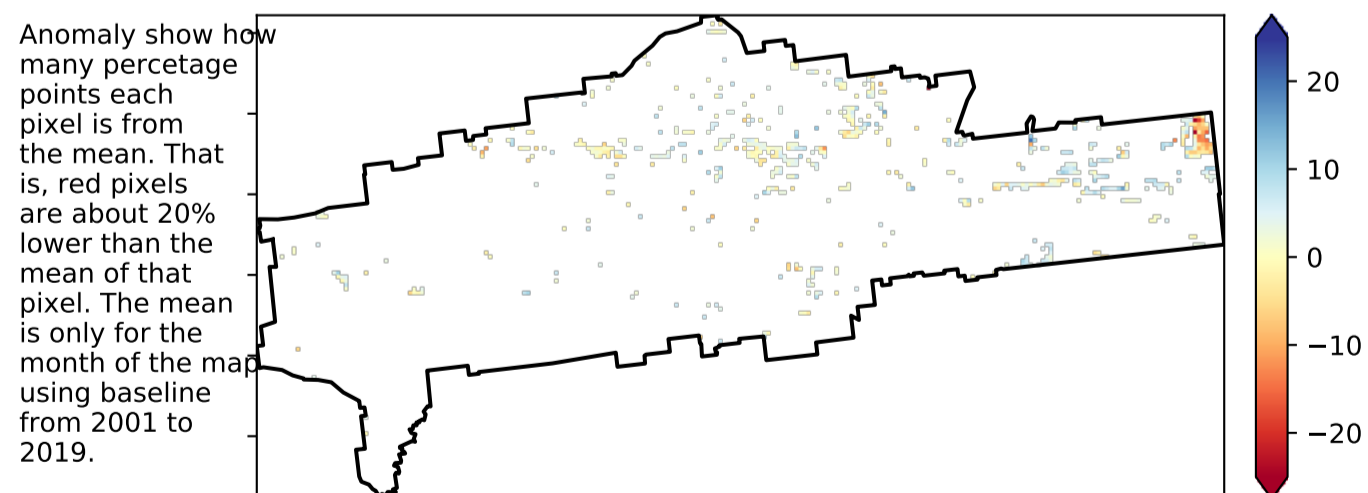 Anomaly show how
many percetage
points each
pixel is from
the mean. That
is, red pixels
are about 20%
lower than the
mean of that
pixel. The mean
is only for the
month of the map
using baseline
from 2001 to
2019.
20
10
0
−10
−20